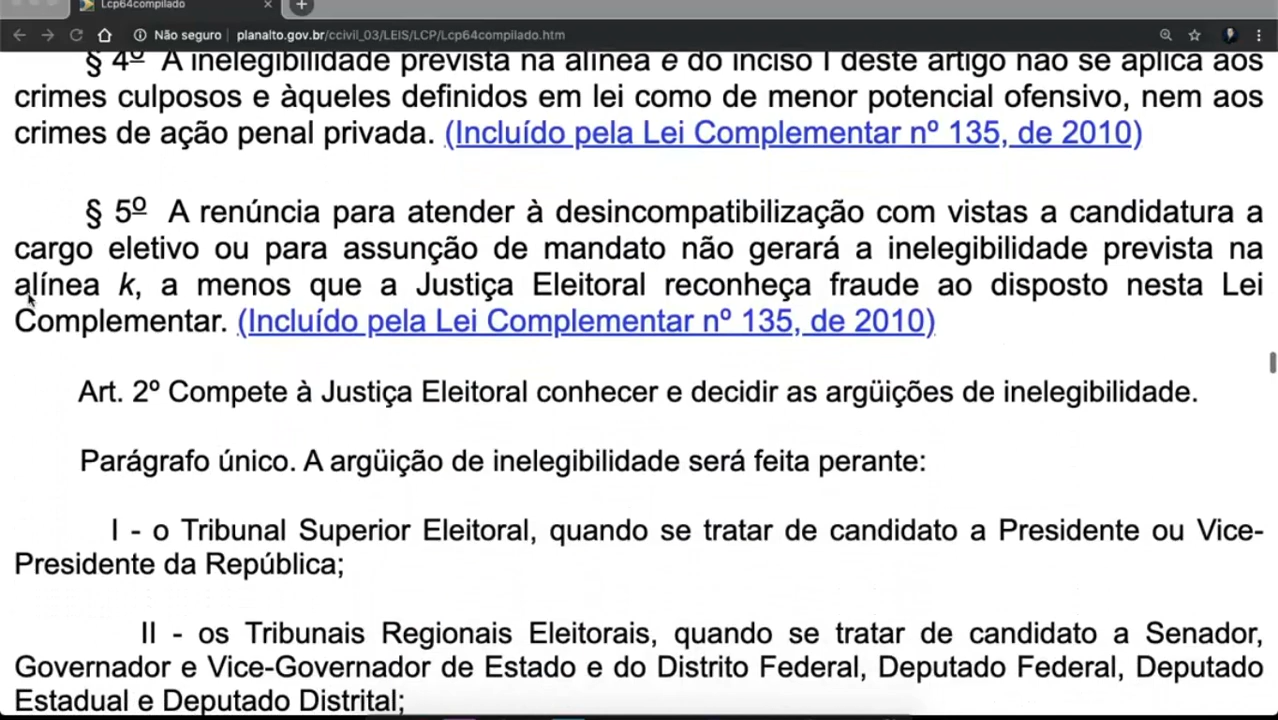 Lcp64compilado
Não seguro | planalto.gov.br/ccivil_03/LEIS/LCP/Lcp64compilado.htm
§ 4º A inelegibilidade prevista na alínea e do inciso I deste artigo não se aplica aos
crimes culposos e àqueles definidos em lei como de menor potencial ofensivo, nem aos
crimes de ação penal privada. (Incluído pela Lei Complementar nº 135, de 2010)
§ 5º A renúncia para atender à desincompatibilização com vistas a candidatura a
cargo eletivo ou para assunção de mandato não gerará a inelegibilidade prevista na
alínea k, a menos que a Justiça Eleitoral reconheça fraude ao disposto nesta Lei
Complementar. (Incluído pela Lei Complementar nº 135, de 2010)
Art. 2º Compete à Justiça Eleitoral conhecer e decidir as argüições de inelegibilidade.
Parágrafo único. A argüição de inelegibilidade será feita perante:
I - o Tribunal Superior Eleitoral, quando se tratar de candidato a Presidente ou Vice-
Presidente da República;
II - os Tribunais Regionais Eleitorais, quando se tratar de candidato a Senador,
Governador e Vice-Governador de Estado e do Distrito Federal, Deputado Federal, Deputado
Estadual e Deputado Distrital;